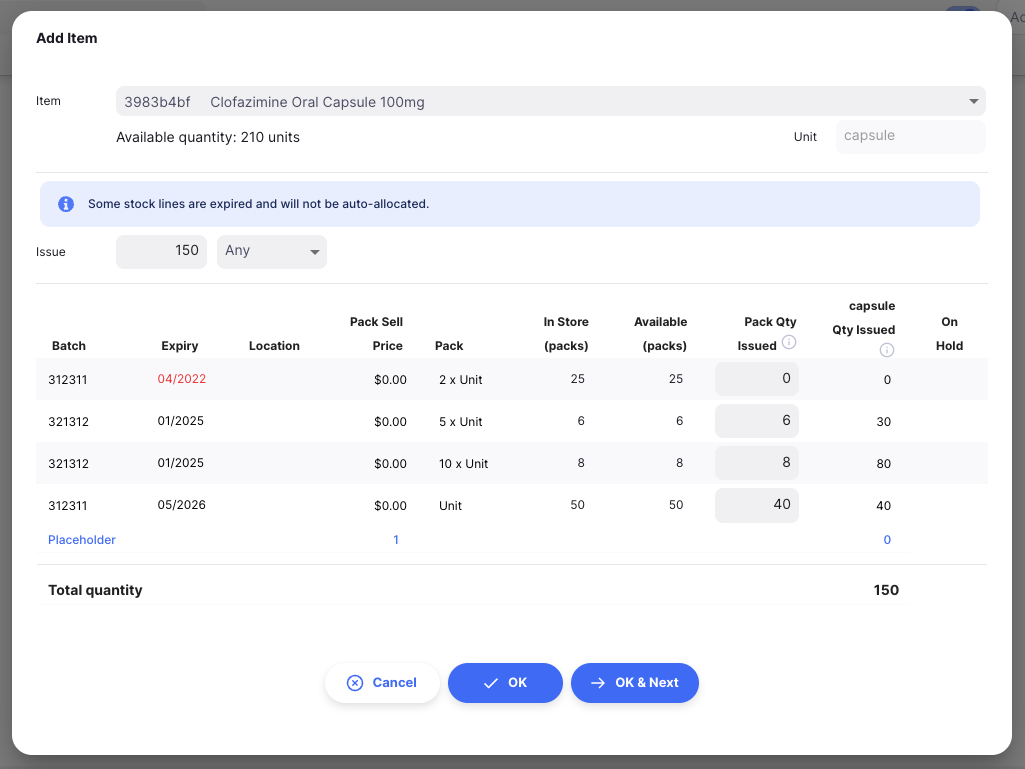 Add Item
Item 3983b4bf Clofazimine Oral Capsule 100mg
Available quantity: 210 units Unit capsule
Some stock lines are expired and will not be auto-allocated.
Issue 150 Any
Batch Expiry Location Pack Sell Price Pack In Store (packs) Available (packs) Pack Qty Issued capsule Qty Issued On Hold
312311 04/2022 $0.00 2 x Unit 25 25 0 0
321312 01/2025 $0.00 5 x Unit 6 6 6 30
321312 01/2025 $0.00 10 x Unit 8 8 8 80
312311 05/2026 $0.00 Unit 50 50 40 40
Placeholder 1 0
Total quantity 150
Cancel OK OK & Next